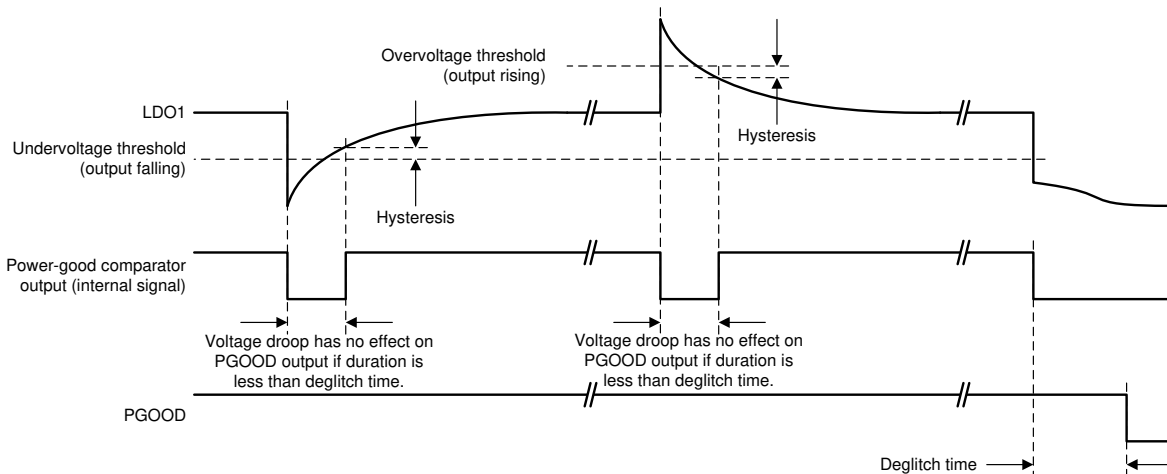 Overvoltage threshold
(output rising)
LDO1
Hysteresis
Undervoltage threshold
(output falling)
Hysteresis
Power-good comparator
output (internal signal)
Voltage droop has no effect on
PGOOD output if duration is
less than deglitch time.
Voltage droop has no effect on
PGOOD output if duration is
less than deglitch time.
PGOOD
Deglitch time